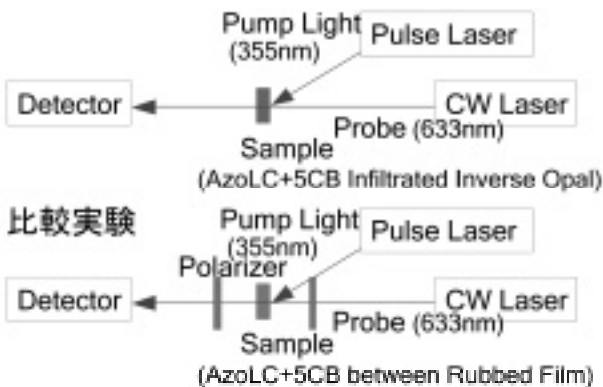 Pump Light
(355nm)
Pulse Laser
Detector
CW Laser
Probe (633nm)
Sample
(AzoLC+5CB Infiltrated Inverse Opal)
比較実験
Pump Light
(355nm)
Pulse Laser
Polarizer
Detector
CW Laser
Probe (633nm)
Sample
(AzoLC+5CB between Rubbed Film)